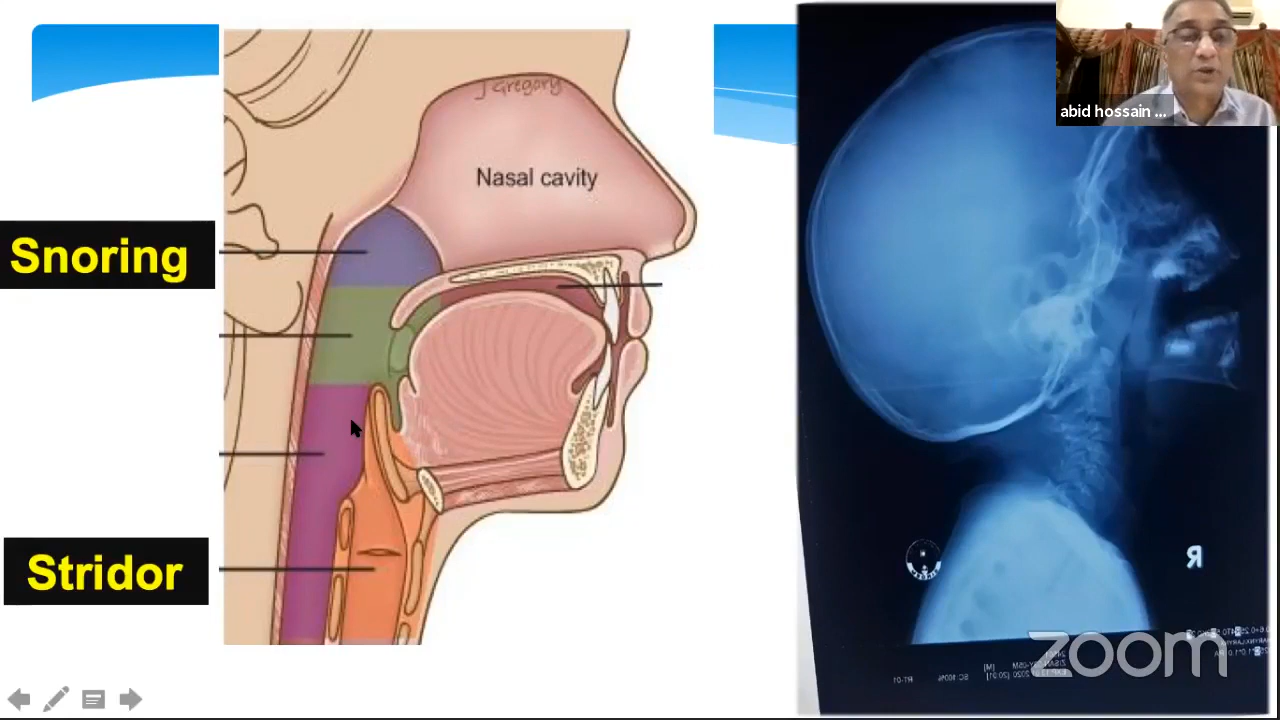 J Gregory
Nasal cavity
Snoring
Stridor
abid hossain ...
R
zoom